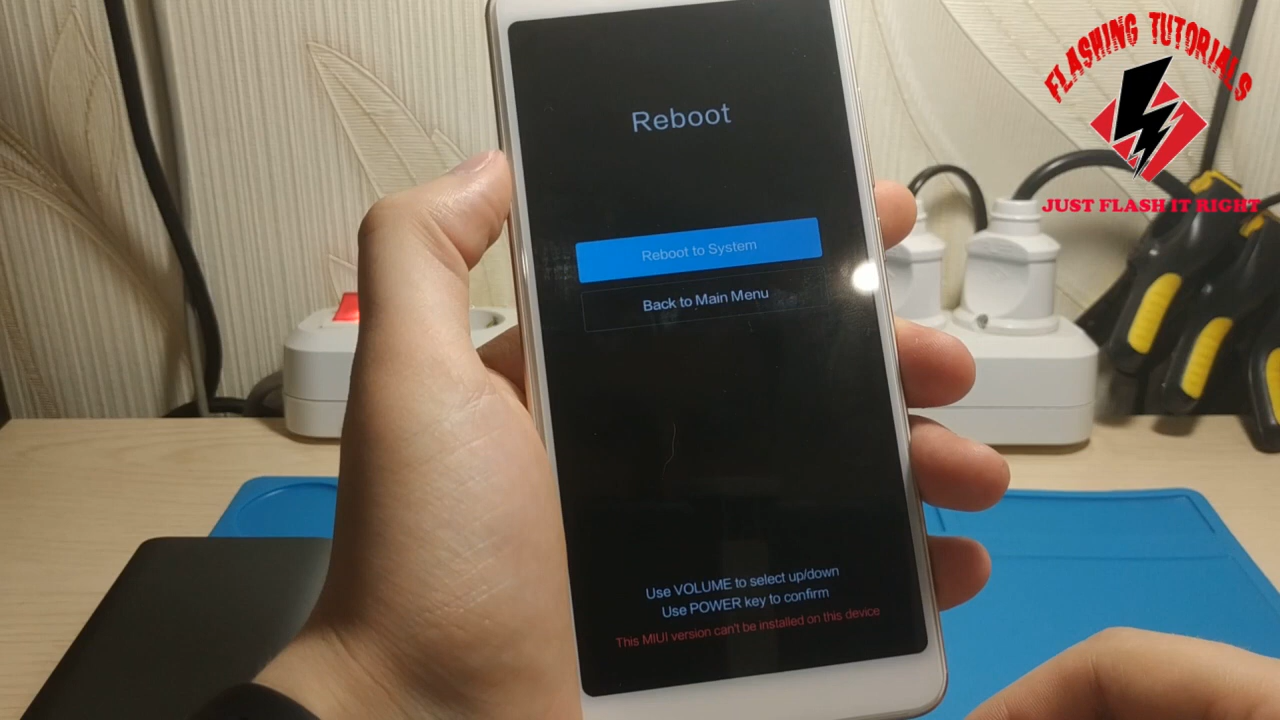 FLASHING TUTORIALS
JUST FLASH IT RIGHT
Reboot
Reboot to System
Back to Main Menu
Use VOLUME to select up/down
Use POWER key to confirm
This MIUI version can't be installed on this device